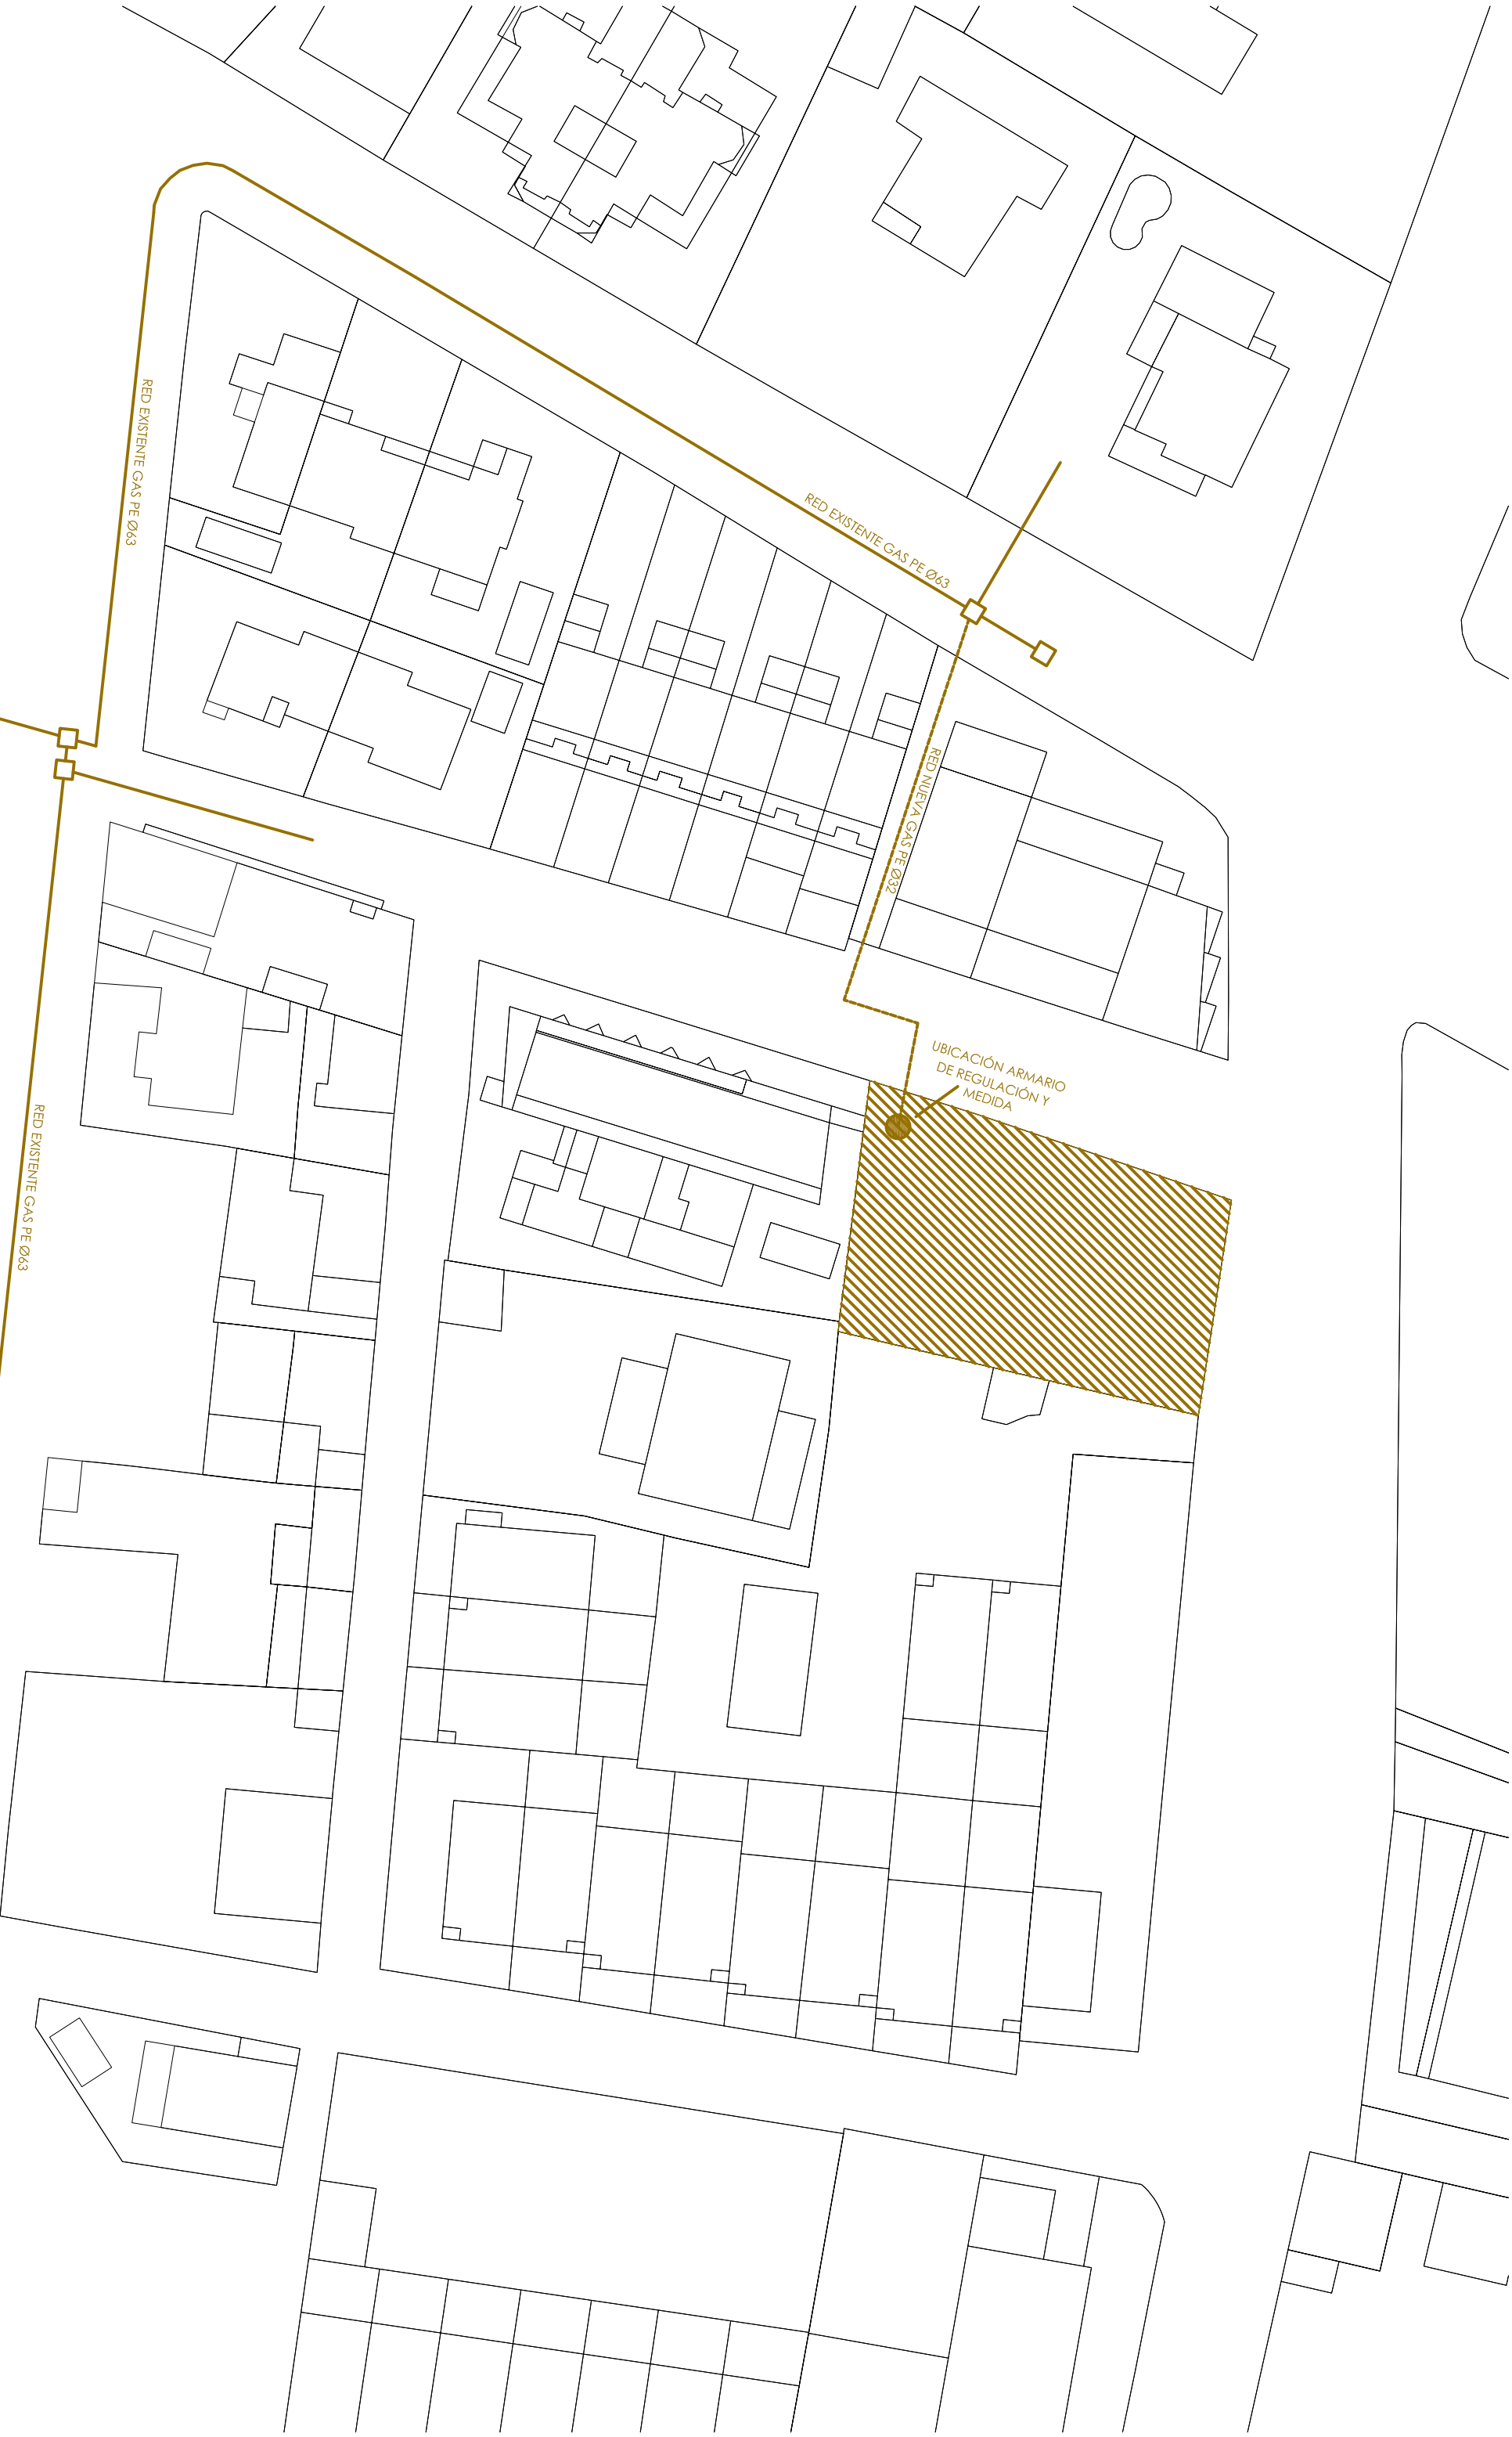 RED EXISTENTE GAS PE Ø63
RED EXISTENTE GAS PE Ø63
RED NUEVA GAS PE Ø32
UBICACIÓN ARMARIO
DE REGULACIÓN Y
MEDIDA
RED EXISTENTE GAS PE Ø63